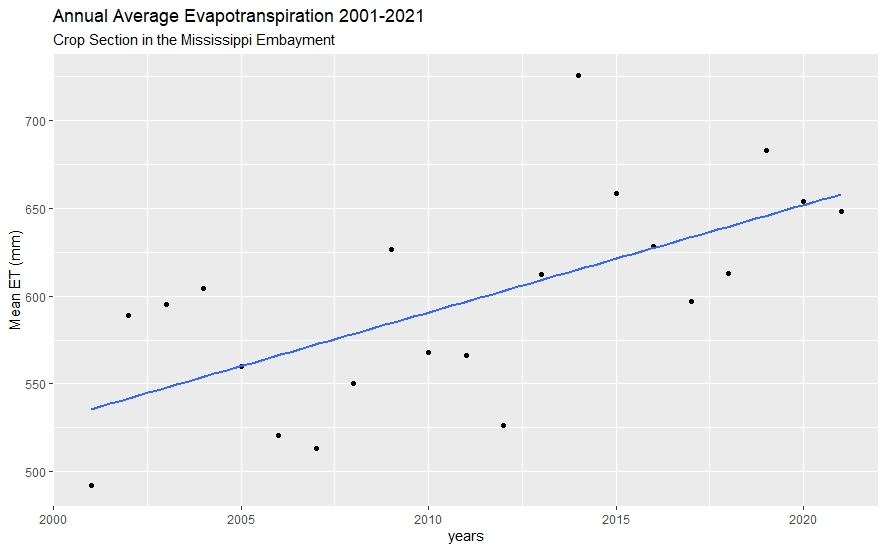 Annual Average Evapotranspiration 2001-2021
Crop Section in the Mississippi Embayment
Mean ET (mm)
700
650
600
550
500
2000 2005 2010 2015 2020
years